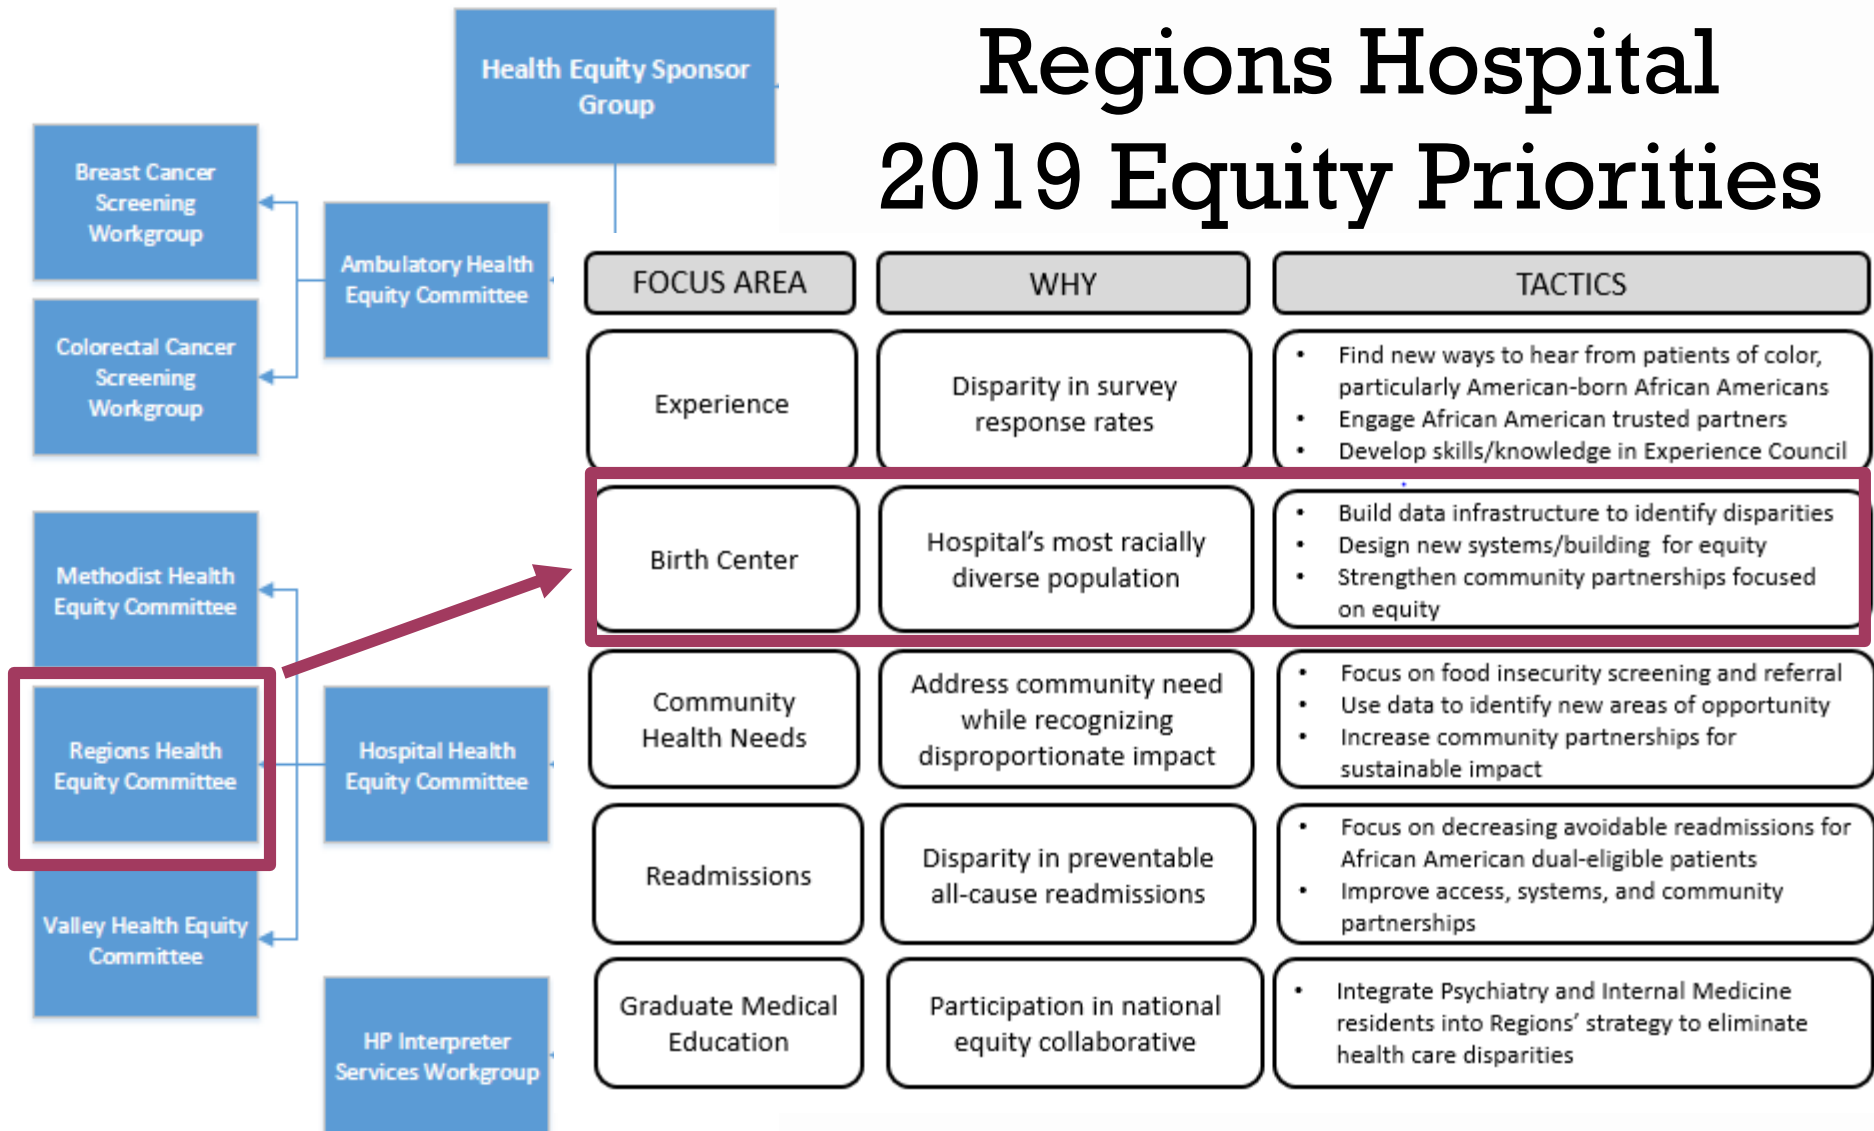 Regions Hospital
2019 Equity Priorities
Health Equity Sponsor
Group
Breast Cancer
Screening
Workgroup
Ambulatory Health
Equity Committee
Colorectal Cancer
Screening
Workgroup
Methodist Health
Equity Committee
Regions Health
Equity Committee
Hospital Health
Equity Committee
Valley Health Equity
Committee
HP Interpreter
Services Workgroup
FOCUS AREA
WHY
TACTICS
Experience
Disparity in survey
response rates
• Find new ways to hear from patients of color,
particularly American-born African Americans
• Engage African American trusted partners
• Develop skills/knowledge in Experience Council
Birth Center
Hospital's most racially
diverse population
• Build data infrastructure to identify disparities
• Design new systems/building for equity
• Strengthen community partnerships focused
on equity
Community
Health Needs
Address community need
while recognizing
disproportionate impact
• Focus on food insecurity screening and referral
• Use data to identify new areas of opportunity
• Increase community partnerships for
sustainable impact
Readmissions
Disparity in preventable
all-cause readmissions
• Focus on decreasing avoidable readmissions for
African American dual-eligible patients
• Improve access, systems, and community
partnerships
Graduate Medical
Education
Participation in national
equity collaborative
• Integrate Psychiatry and Internal Medicine
residents into Regions' strategy to eliminate
health care disparities